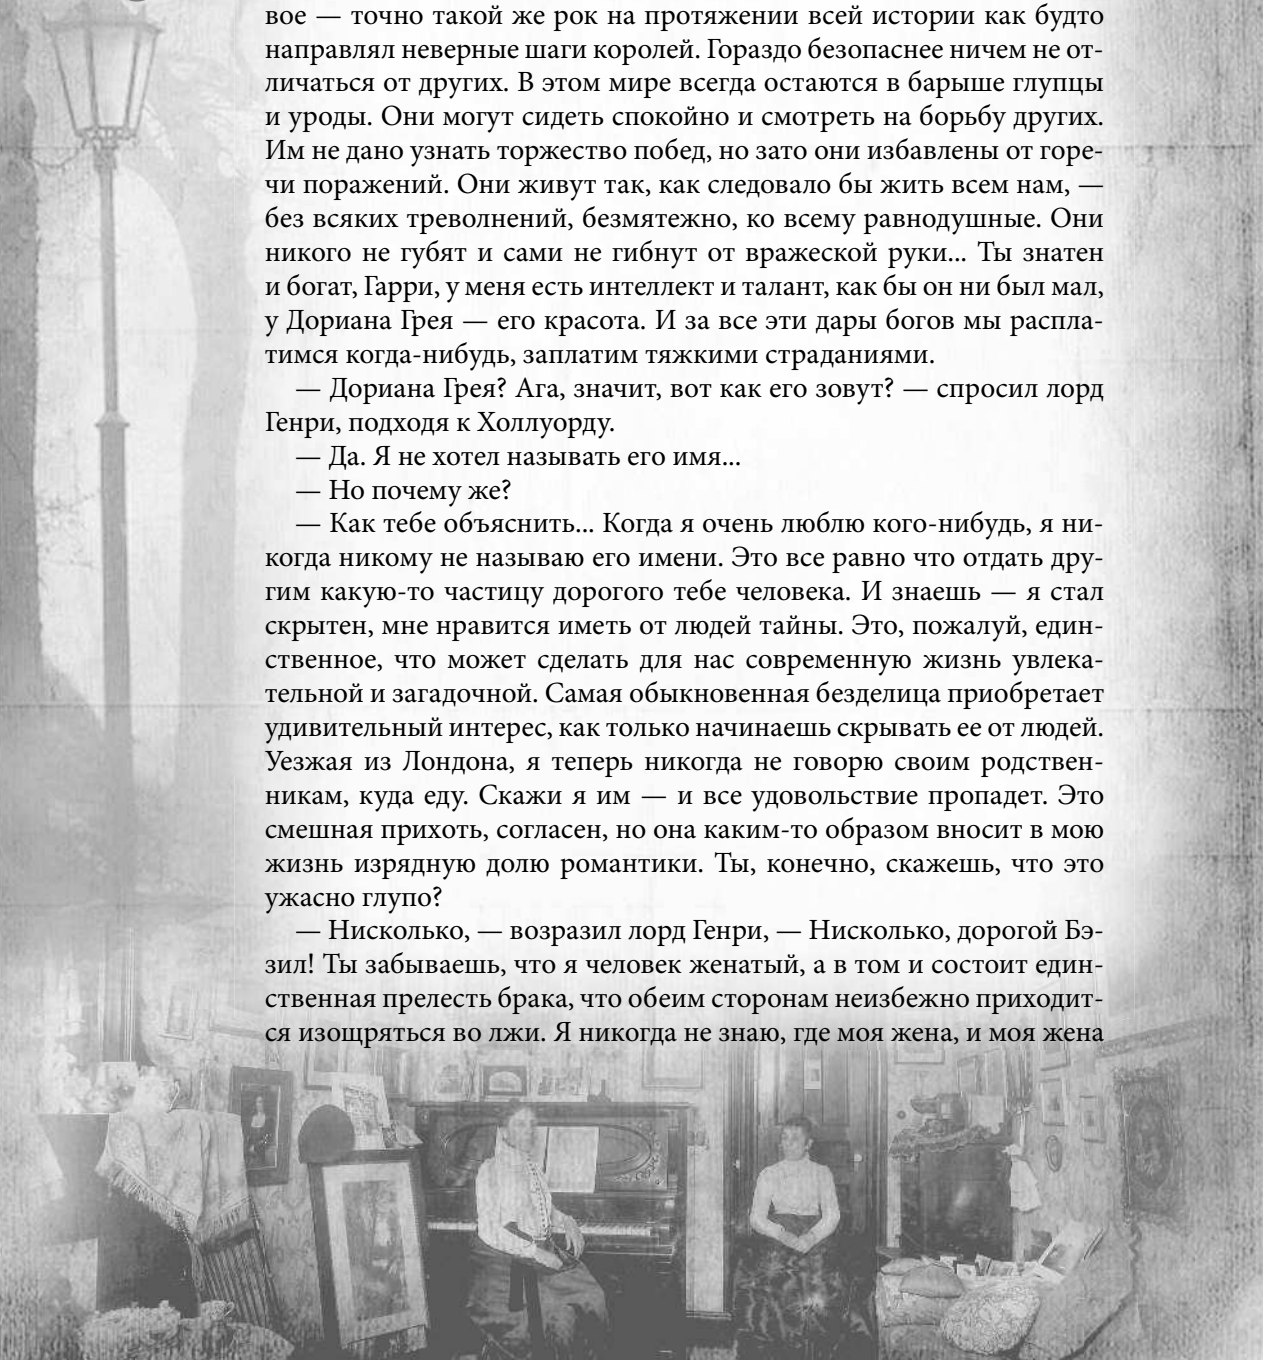 вое — точно такой же рок на протяжении всей истории как будто
направлял неверные шаги королей. Гораздо безопаснее ничем не от-
личаться от других. В этом мире всегда остаются в барыше глупцы
и уроды. Они могут сидеть спокойно и смотреть на борьбу других.
Им не дано узнать торжество побед, но зато они избавлены от горе-
чи поражений. Они живут так, как следовало бы жить всем нам, —
без всяких треволнений, безмятежно, ко всему равнодушные. Они
никого не губят и сами не гибнут от вражеской руки... Ты знатен
и богат, Гарри, у меня есть интеллект и талант, как бы он ни был мал,
у Дориана Грея — его красота. И за все эти дары богов мы распла-
тимся когда-нибудь, заплатим тяжкими страданиями.
— Дориана Грея? Ага, значит, вот как его зовут? — спросил лорд
Генри, подходя к Холлуорду.
— Да. Я не хотел называть его имя...
— Но почему же?
— Как тебе объяснить... Когда я очень люблю кого-нибудь, я ни-
когда никому не называю его имени. Это все равно что отдать дру-
гим какую-то частицу дорогого тебе человека. И знаешь — я стал
скрытен, мне нравится иметь от людей тайны. Это, пожалуй, един-
ственное, что может сделать для нас современную жизнь увлека-
тельной и загадочной. Самая обыкновенная безделица приобретает
удивительный интерес, как только начинаешь скрывать ее от людей.
Уезжая из Лондона, я теперь никогда не говорю своим родствен-
никам, куда еду. Скажи я им — и все удовольствие пропадет. Это
смешная прихоть, согласен, но она каким-то образом вносит в мою
жизнь изрядную долю романтики. Ты, конечно, скажешь, что это
ужасно глупо?
— Нисколько, — возразил лорд Генри, — Нисколько, дорогой Бэ-
зил! Ты забываешь, что я человек женатый, а в том и состоит един-
ственная прелесть брака, что обеим сторонам неизбежно приходит-
ся изощряться во лжи. Я никогда не знаю, где моя жена, и моя жена